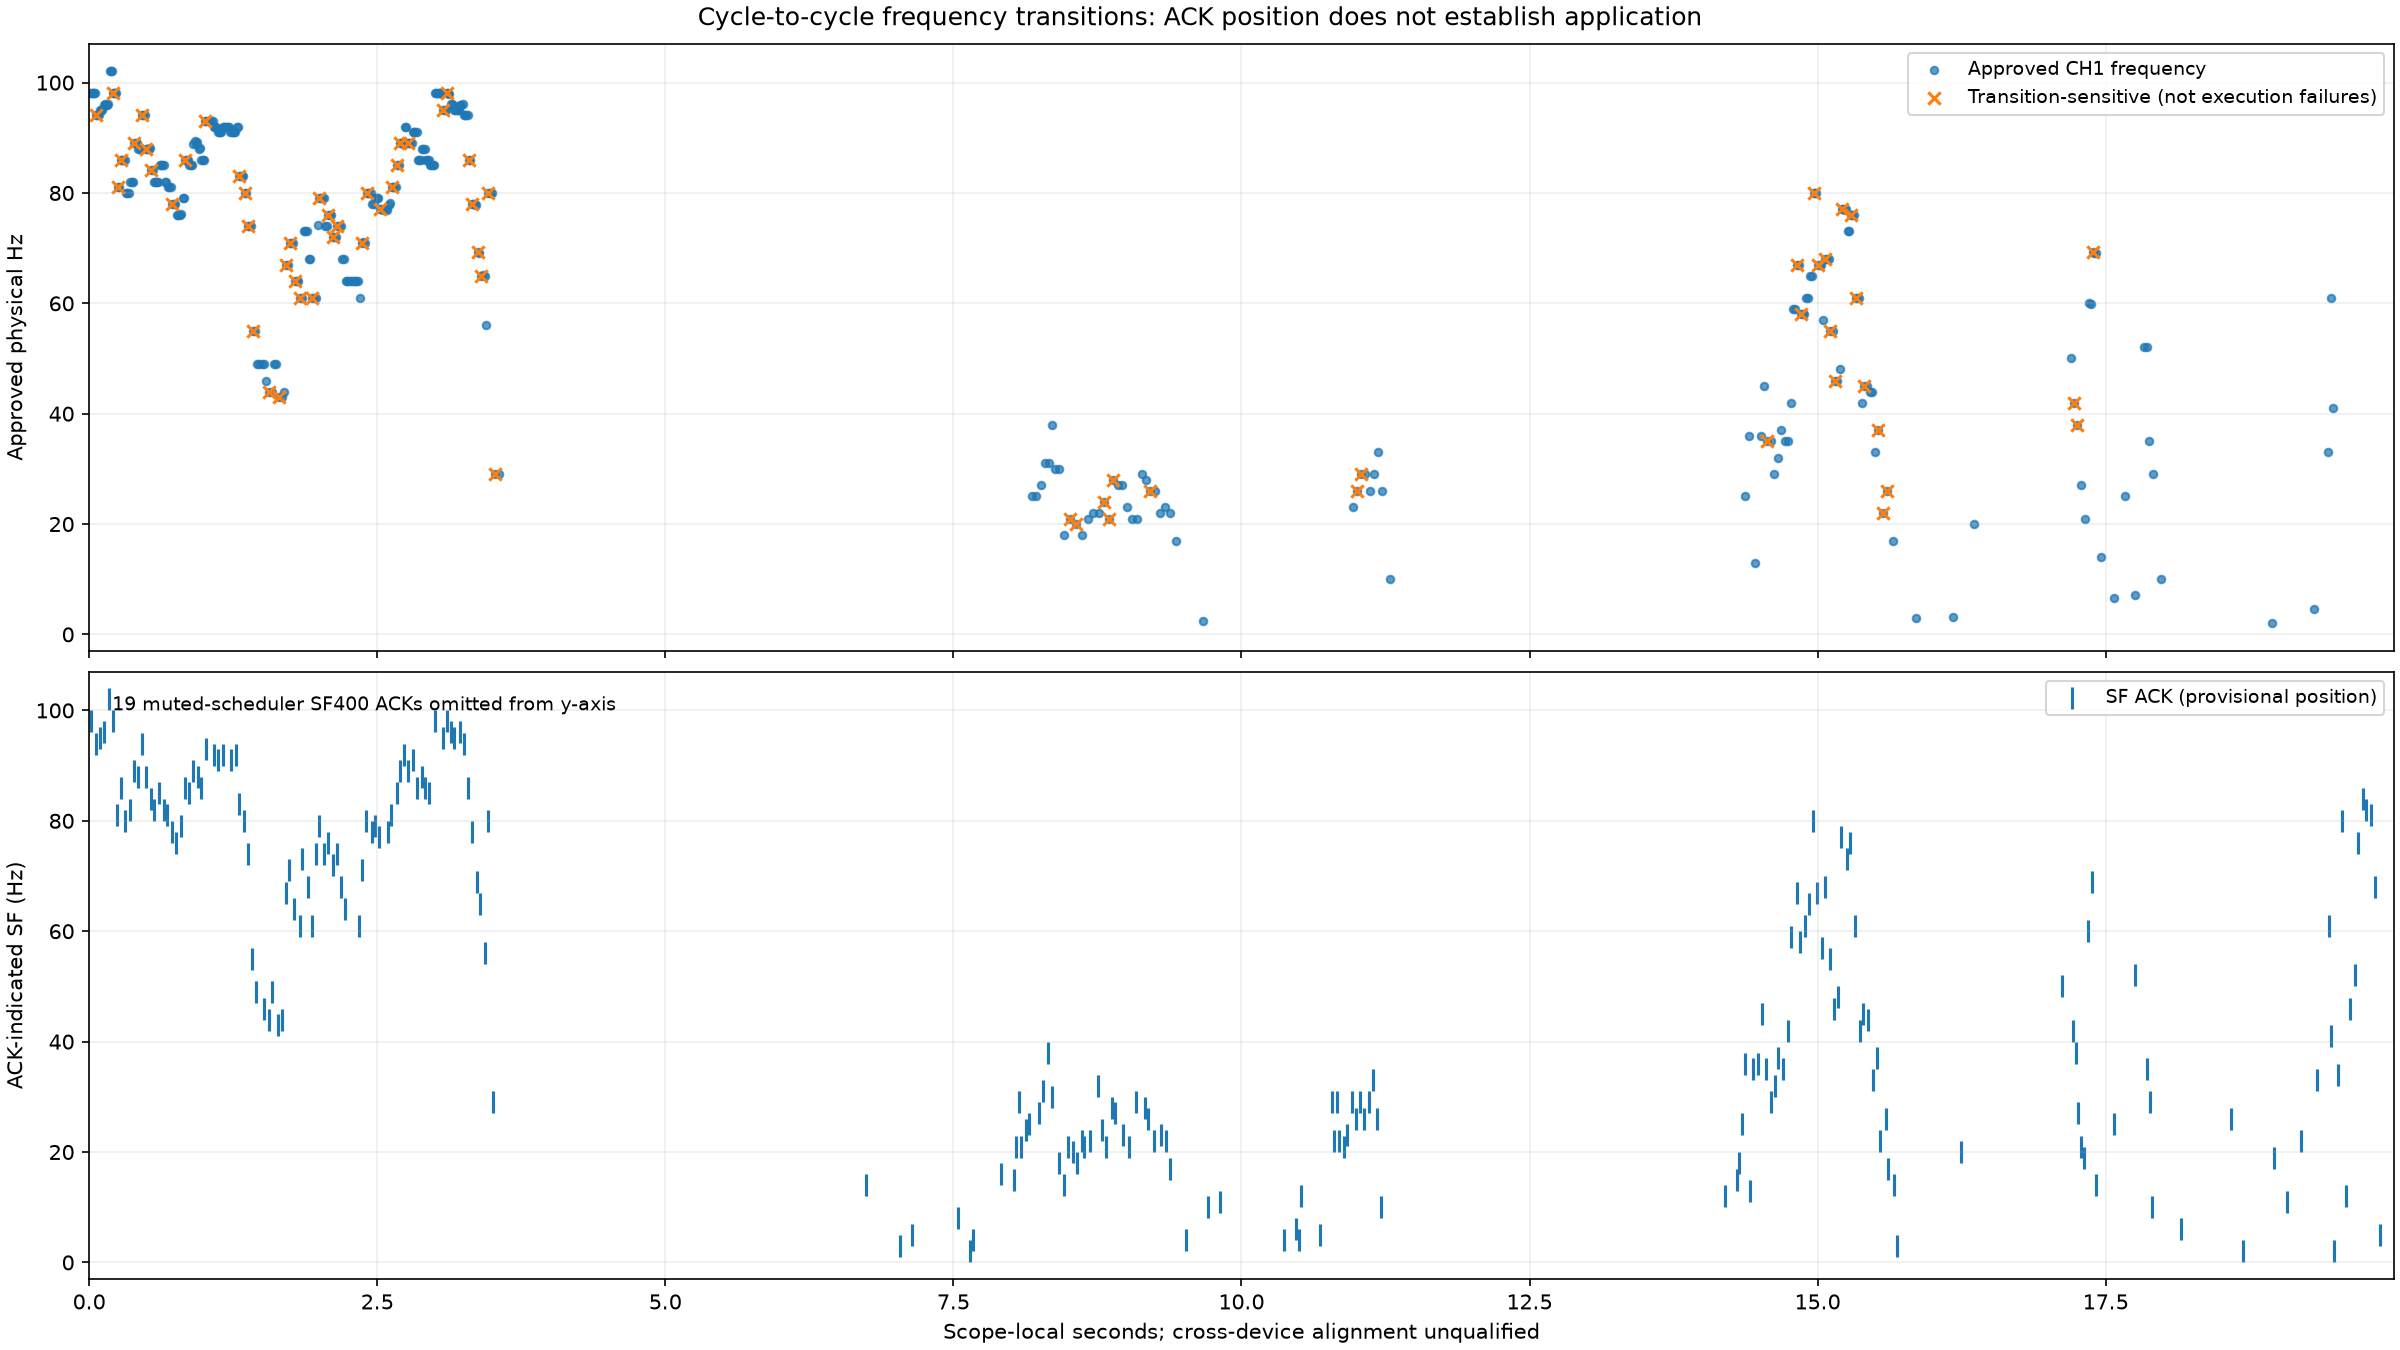 Cycle-to-cycle frequency transitions: ACK position does not establish application
Approved physical Hz
100
80
60
40
20
0
Approved CH1 frequency
Transition-sensitive (not execution failures)
ACK-indicated SF (Hz)
100
80
60
40
20
0
19 muted-scheduler SF400 ACKs omitted from y-axis
SF ACK (provisional position)
0.0 2.5 5.0 7.5 10.0 12.5 15.0 17.5
Scope-local seconds; cross-device alignment unqualified